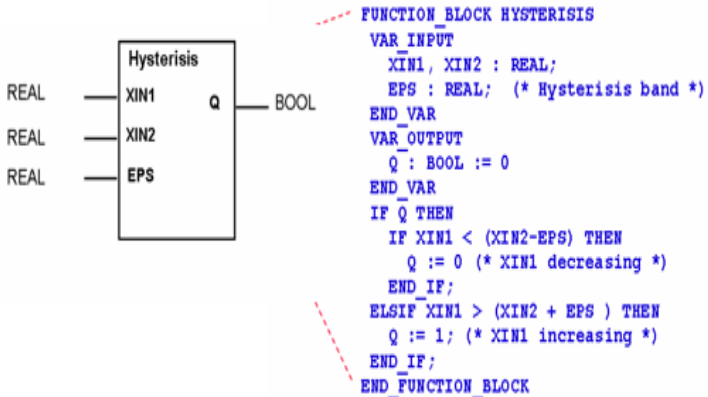 Hysterisis
REAL XIN1 Q BOOL
REAL XIN2
REAL EPS
FUNCTION_BLOCK HYSTERISIS
VAR_INPUT
XIN1, XIN2 : REAL;
EPS : REAL; (* Hysterisis band *)
END_VAR
VAR_OUTPUT
Q : BOOL := 0
END_VAR
IF Q THEN
IF XIN1 < (XIN2-EPS) THEN
Q := 0 (* XIN1 decreasing *)
END_IF;
ELSIF XIN1 > (XIN2 + EPS ) THEN
Q := 1; (* XIN1 increasing *)
END_IF;
END_FUNCTION_BLOCK